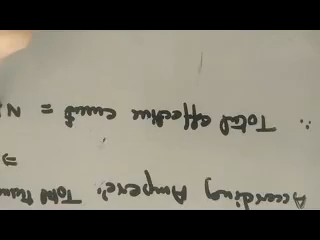 According Ampere's Total
⇒
∴ Total effective current = N